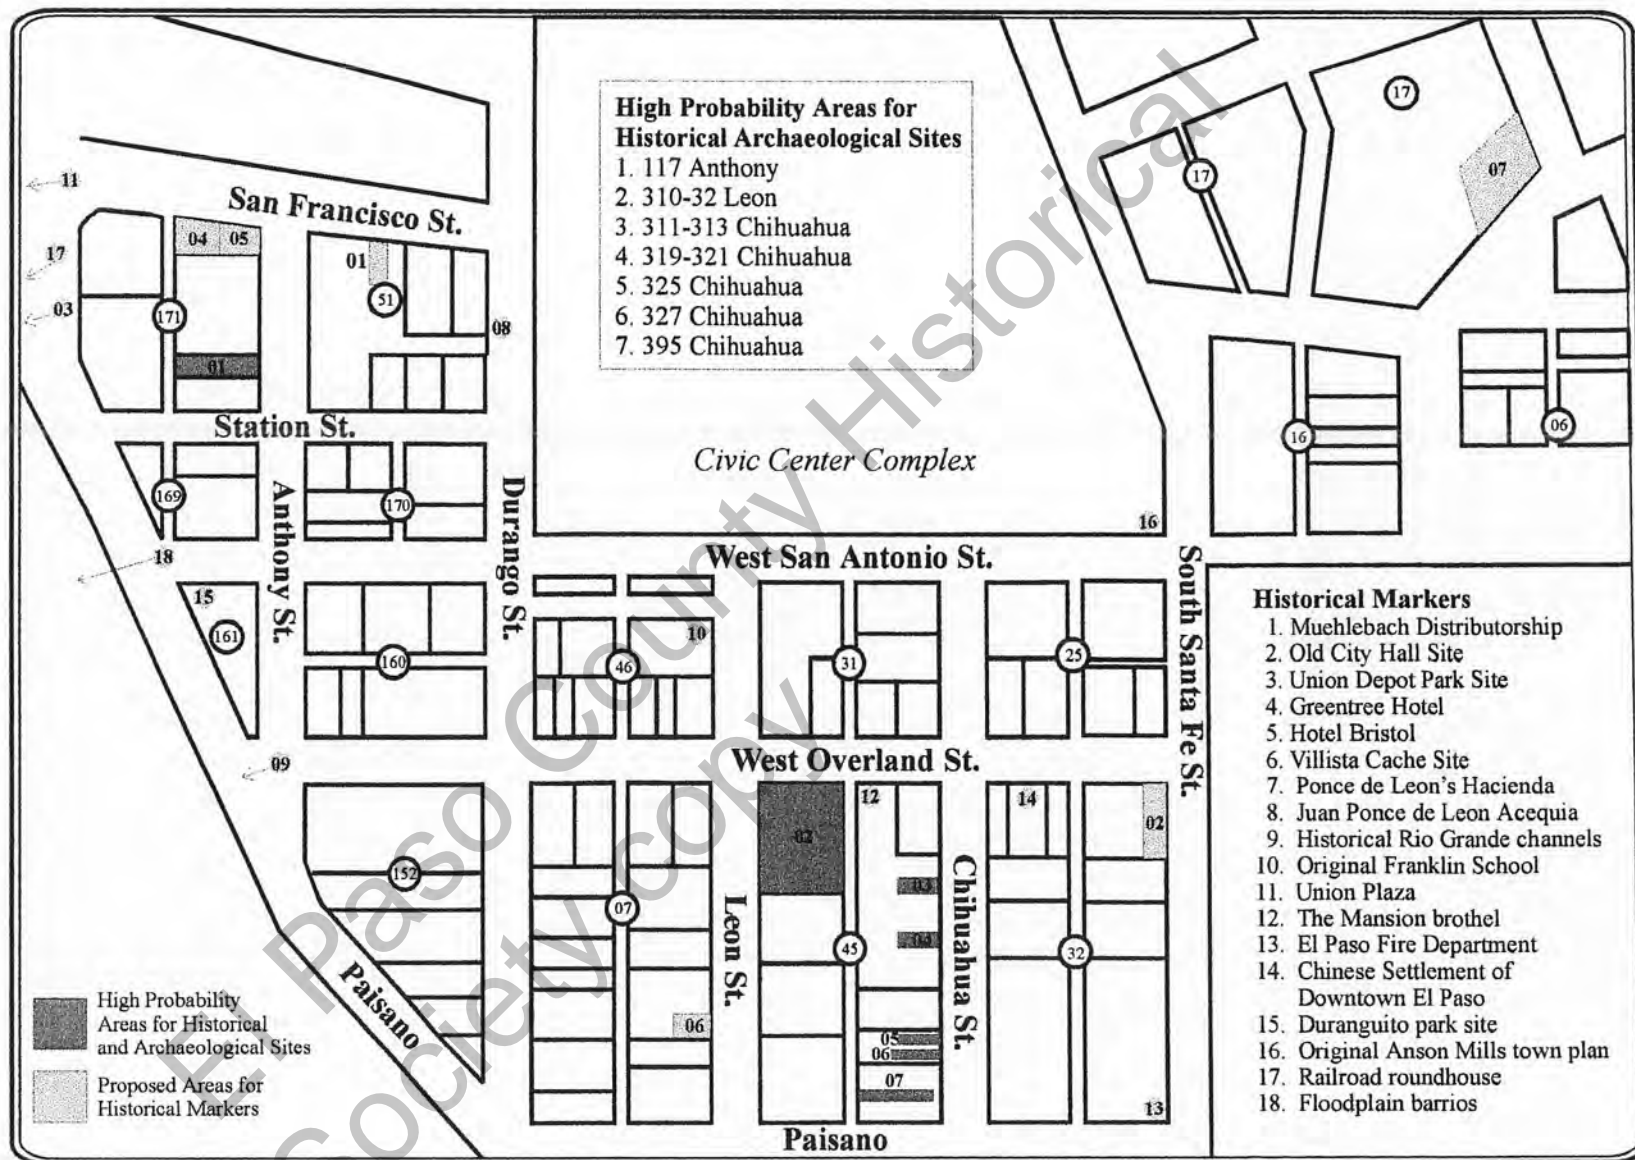 High Probability Areas for
Historical Archaeological Sites
1. 117 Anthony
2. 310-32 Leon
3. 311-313 Chihuahua
4. 319-321 Chihuahua
5. 325 Chihuahua
6. 327 Chihuahua
7. 395 Chihuahua
17
17
07
11
San Francisco St.
04 05
01
17
51
03
171
08
01
16
06
Station St.
Civic Center Complex
169
170
Anthony St.
Durango St.
16
18
West San Antonio St.
South Santa Fe St.
15
161
160
10
46
31
25
West Overland St.
09
12
14
02
02
152
03
07
Leon St.
45
Chihuahua St.
32
Paisano
06
05
06
07
13
Paisano
High Probability
Areas for Historical
and Archaeological Sites
Proposed Areas for
Historical Markers
Historical Markers
1. Muehlebach Distributorship
2. Old City Hall Site
3. Union Depot Park Site
4. Greentree Hotel
5. Hotel Bristol
6. Villista Cache Site
7. Ponce de Leon's Hacienda
8. Juan Ponce de Leon Acequia
9. Historical Rio Grande channels
10. Original Franklin School
11. Union Plaza
12. The Mansion brothel
13. El Paso Fire Department
14. Chinese Settlement of
Downtown El Paso
15. Duranguito park site
16. Original Anson Mills town plan
17. Railroad roundhouse
18. Floodplain barrios
El Paso County Historical
Society copy